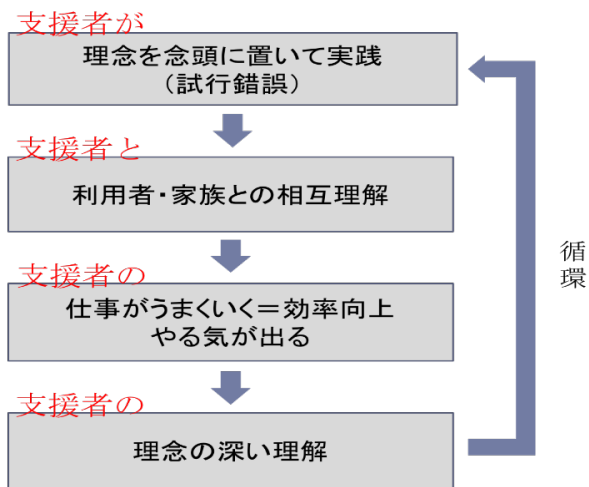 支援者が
理念を念頭に置いて実践
（試行錯誤）
支援者と
利用者・家族との相互理解
支援者の
仕事がうまくいく＝効率向上
やる気が出る
支援者の
理念の深い理解
循環